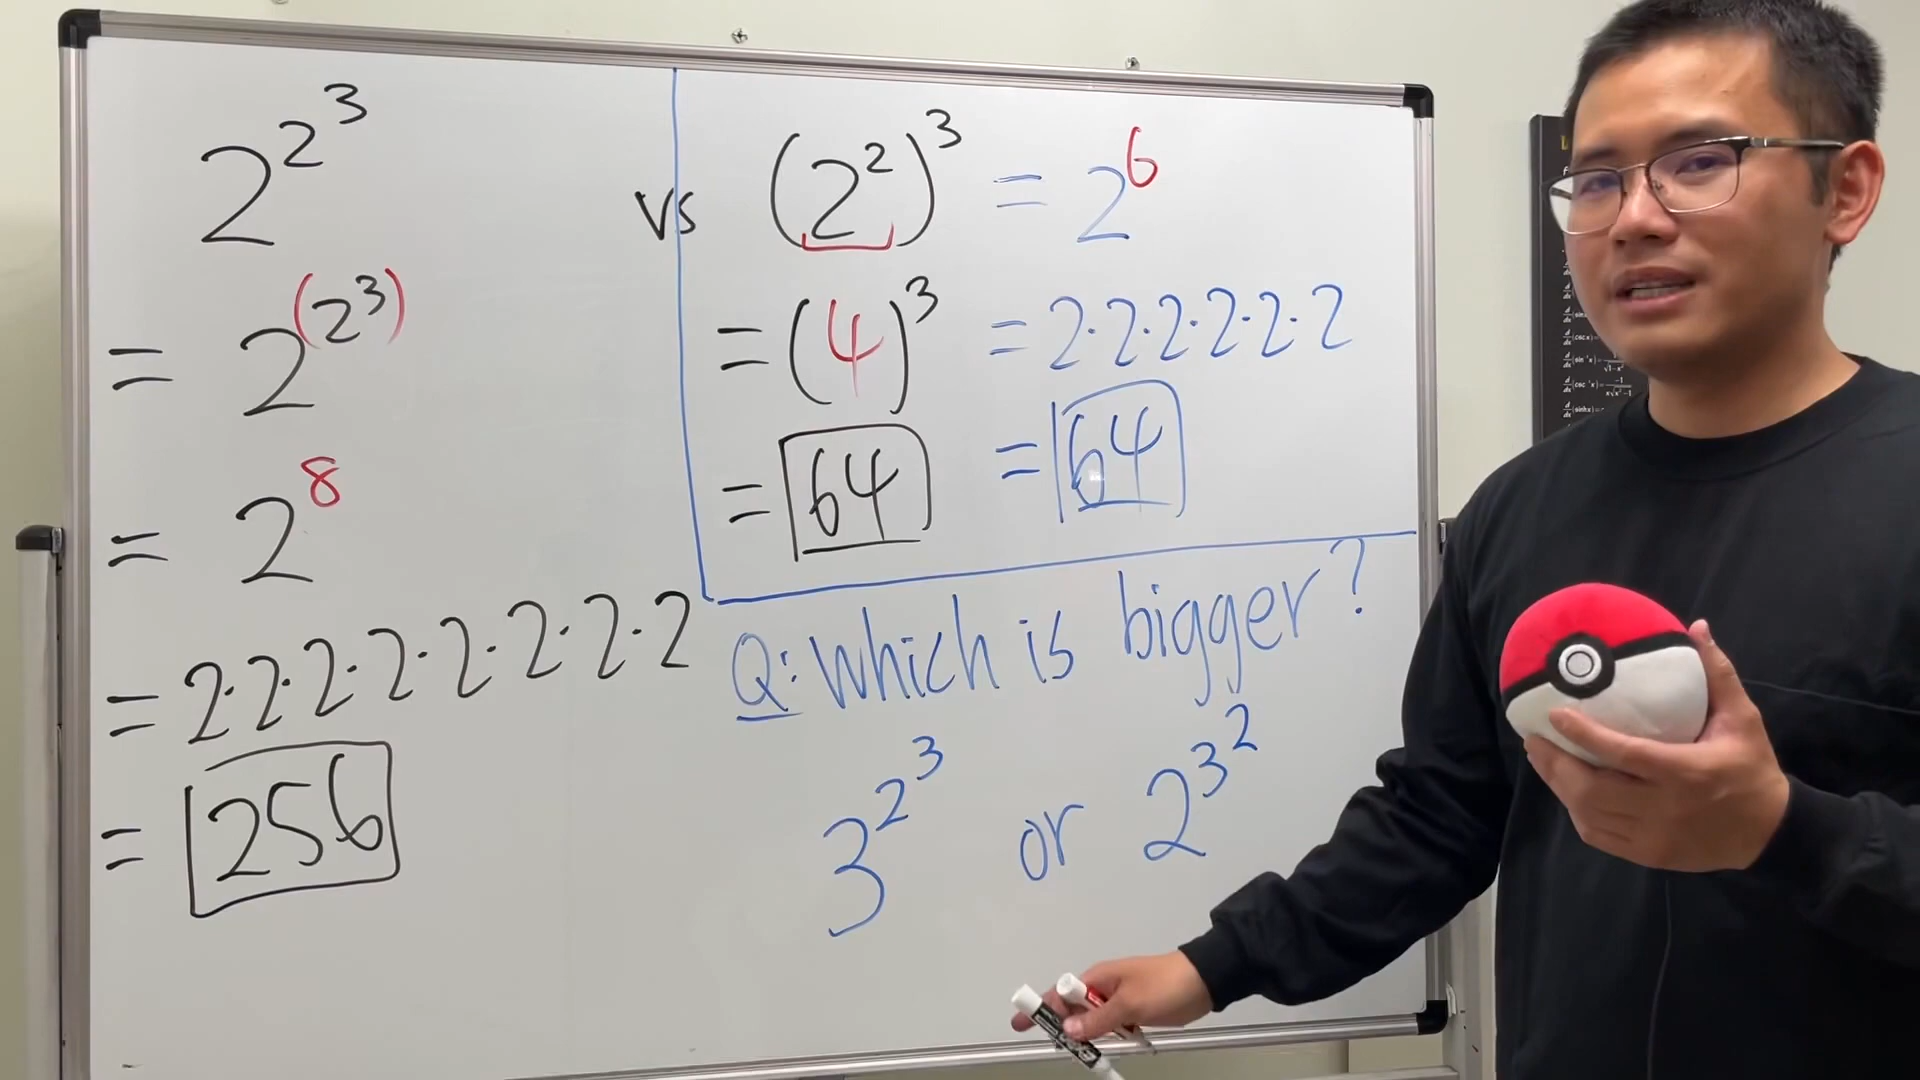 2^2^3
= 2^(2^3)
= 2^8
= 2·2·2·2·2·2·2·2
= 256
vs
(2^2)^3 = 2^6
= (4)^3 = 2·2·2·2·2·2
= 64 = 64
Q: Which is bigger?
3^2^3 or 2^3^2